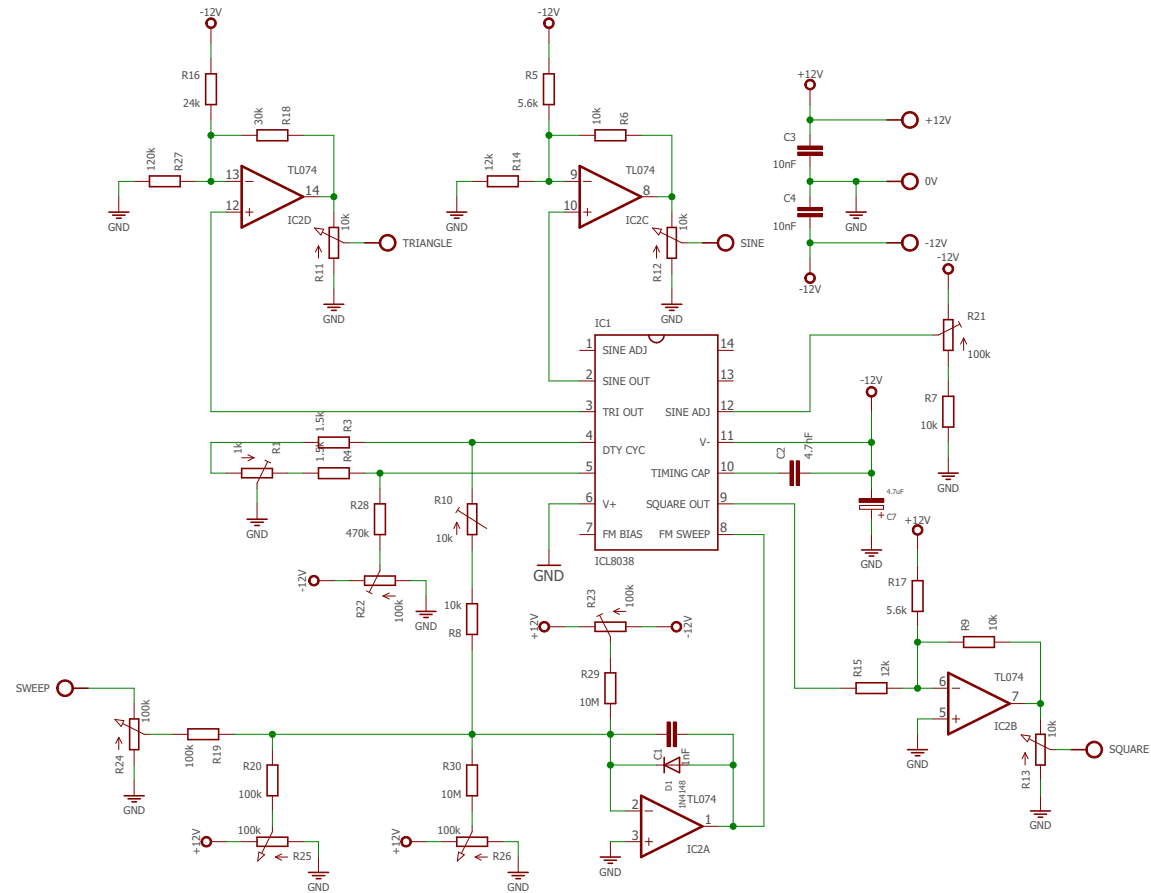 -12V
R16
24k
30k
R18
120k
R27
13
12
14
TL074
IC2D
GND
10k
R11
TRIANGLE
GND
-12V
R5
5.6k
10k
R6
12k
R14
9
10
8
TL074
IC2C
GND
10k
R12
SINE
GND
+12V
+12V
C3
10nF
0V
C4
10nF
GND
-12V
-12V
-12V
R21
100k
R7
10k
GND
IC1
1 SINE ADJ
2 SINE OUT
3 TRI OUT
4 DTY CYC
5
6 V+
7 FM BIAS
14
13
SINE ADJ 12
V- 11
TIMING CAP 10
SQUARE OUT 9
FM SWEEP 8
ICL8038
-12V
C2
4.7nF
4.7uF
+
C7
GND
1k
R1
1.5k
R3
1.5k
R4
GND
R28
470k
-12V
R22
100k
GND
R10
10k
10k
R8
GND
R23
100k
+12V
-12V
R29
10M
+12V
R17
5.6k
R9
10k
R15
12k
6
5
7
TL074
IC2B
GND
10k
R13
SQUARE
GND
SWEEP
100k
R24
GND
100k
R19
R20
100k
+12V
100k
R25
GND
R30
10M
+12V
100k
R26
GND
C1
1nF
D1
1N4148
2
3
1
TL074
IC2A
GND